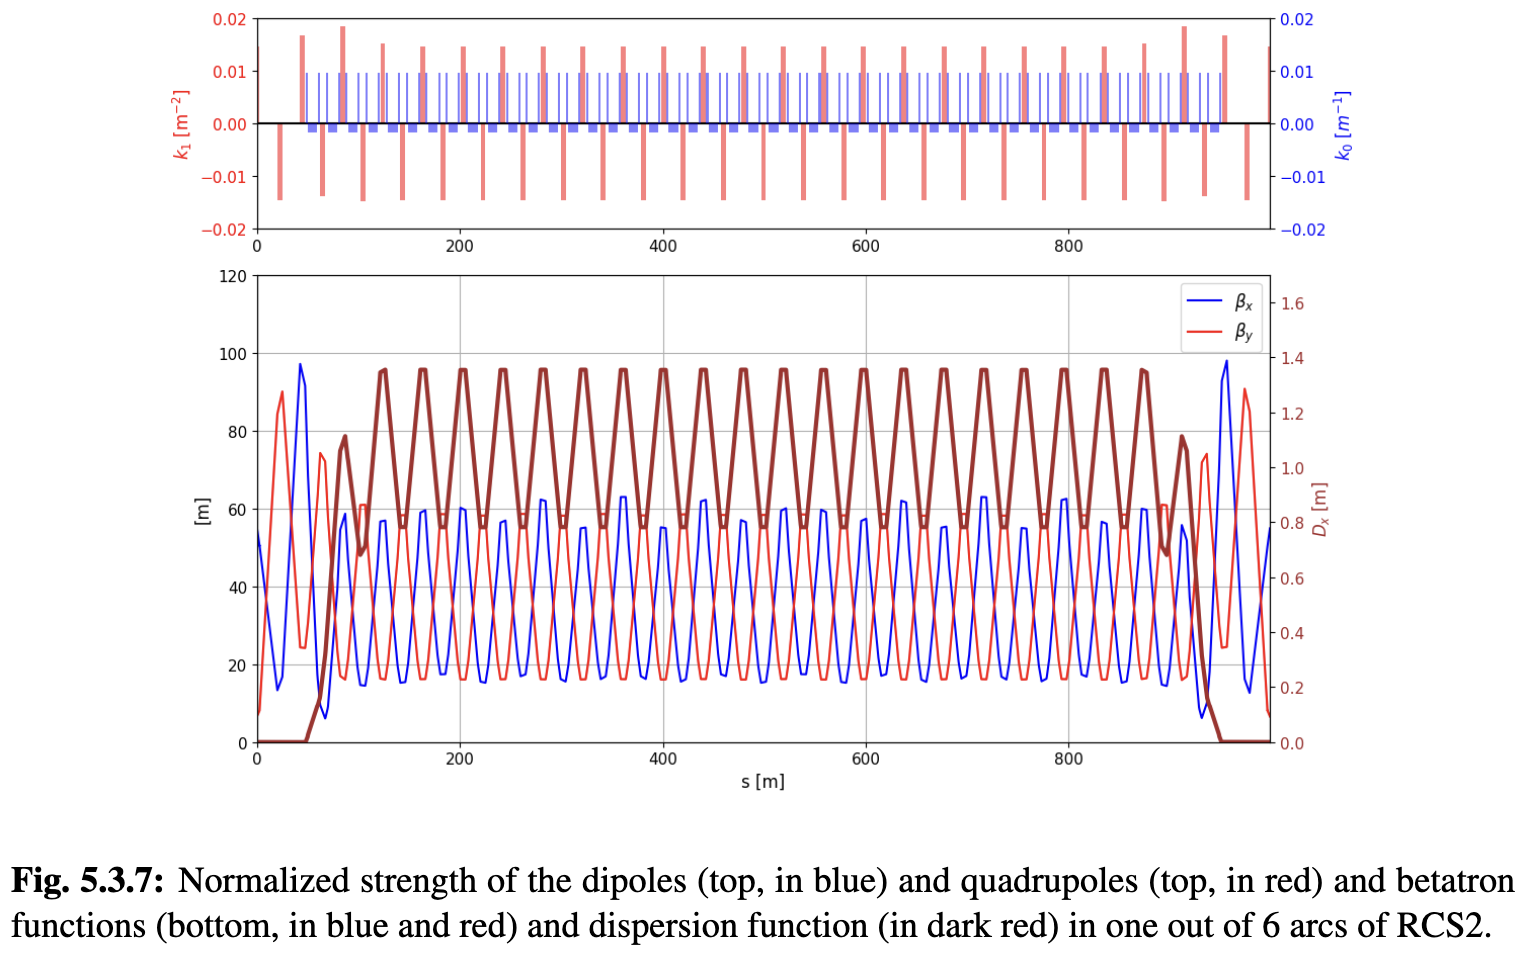 0.02
0.01
0.00
−0.01
−0.02
k₁ [m⁻²]
0.02
0.01
0.00
−0.01
−0.02
k₀ [m⁻¹]
0 200 400 600 800
120
100
80
60
40
20
0
[m]
βₓ
βᵧ
1.6
1.4
1.2
1.0
0.8
0.6
0.4
0.2
0.0
Dₓ [m]
0 200 400 600 800
s [m]
Fig. 5.3.7: Normalized strength of the dipoles (top, in blue) and quadrupoles (top, in red) and betatron
functions (bottom, in blue and red) and dispersion function (in dark red) in one out of 6 arcs of RCS2.